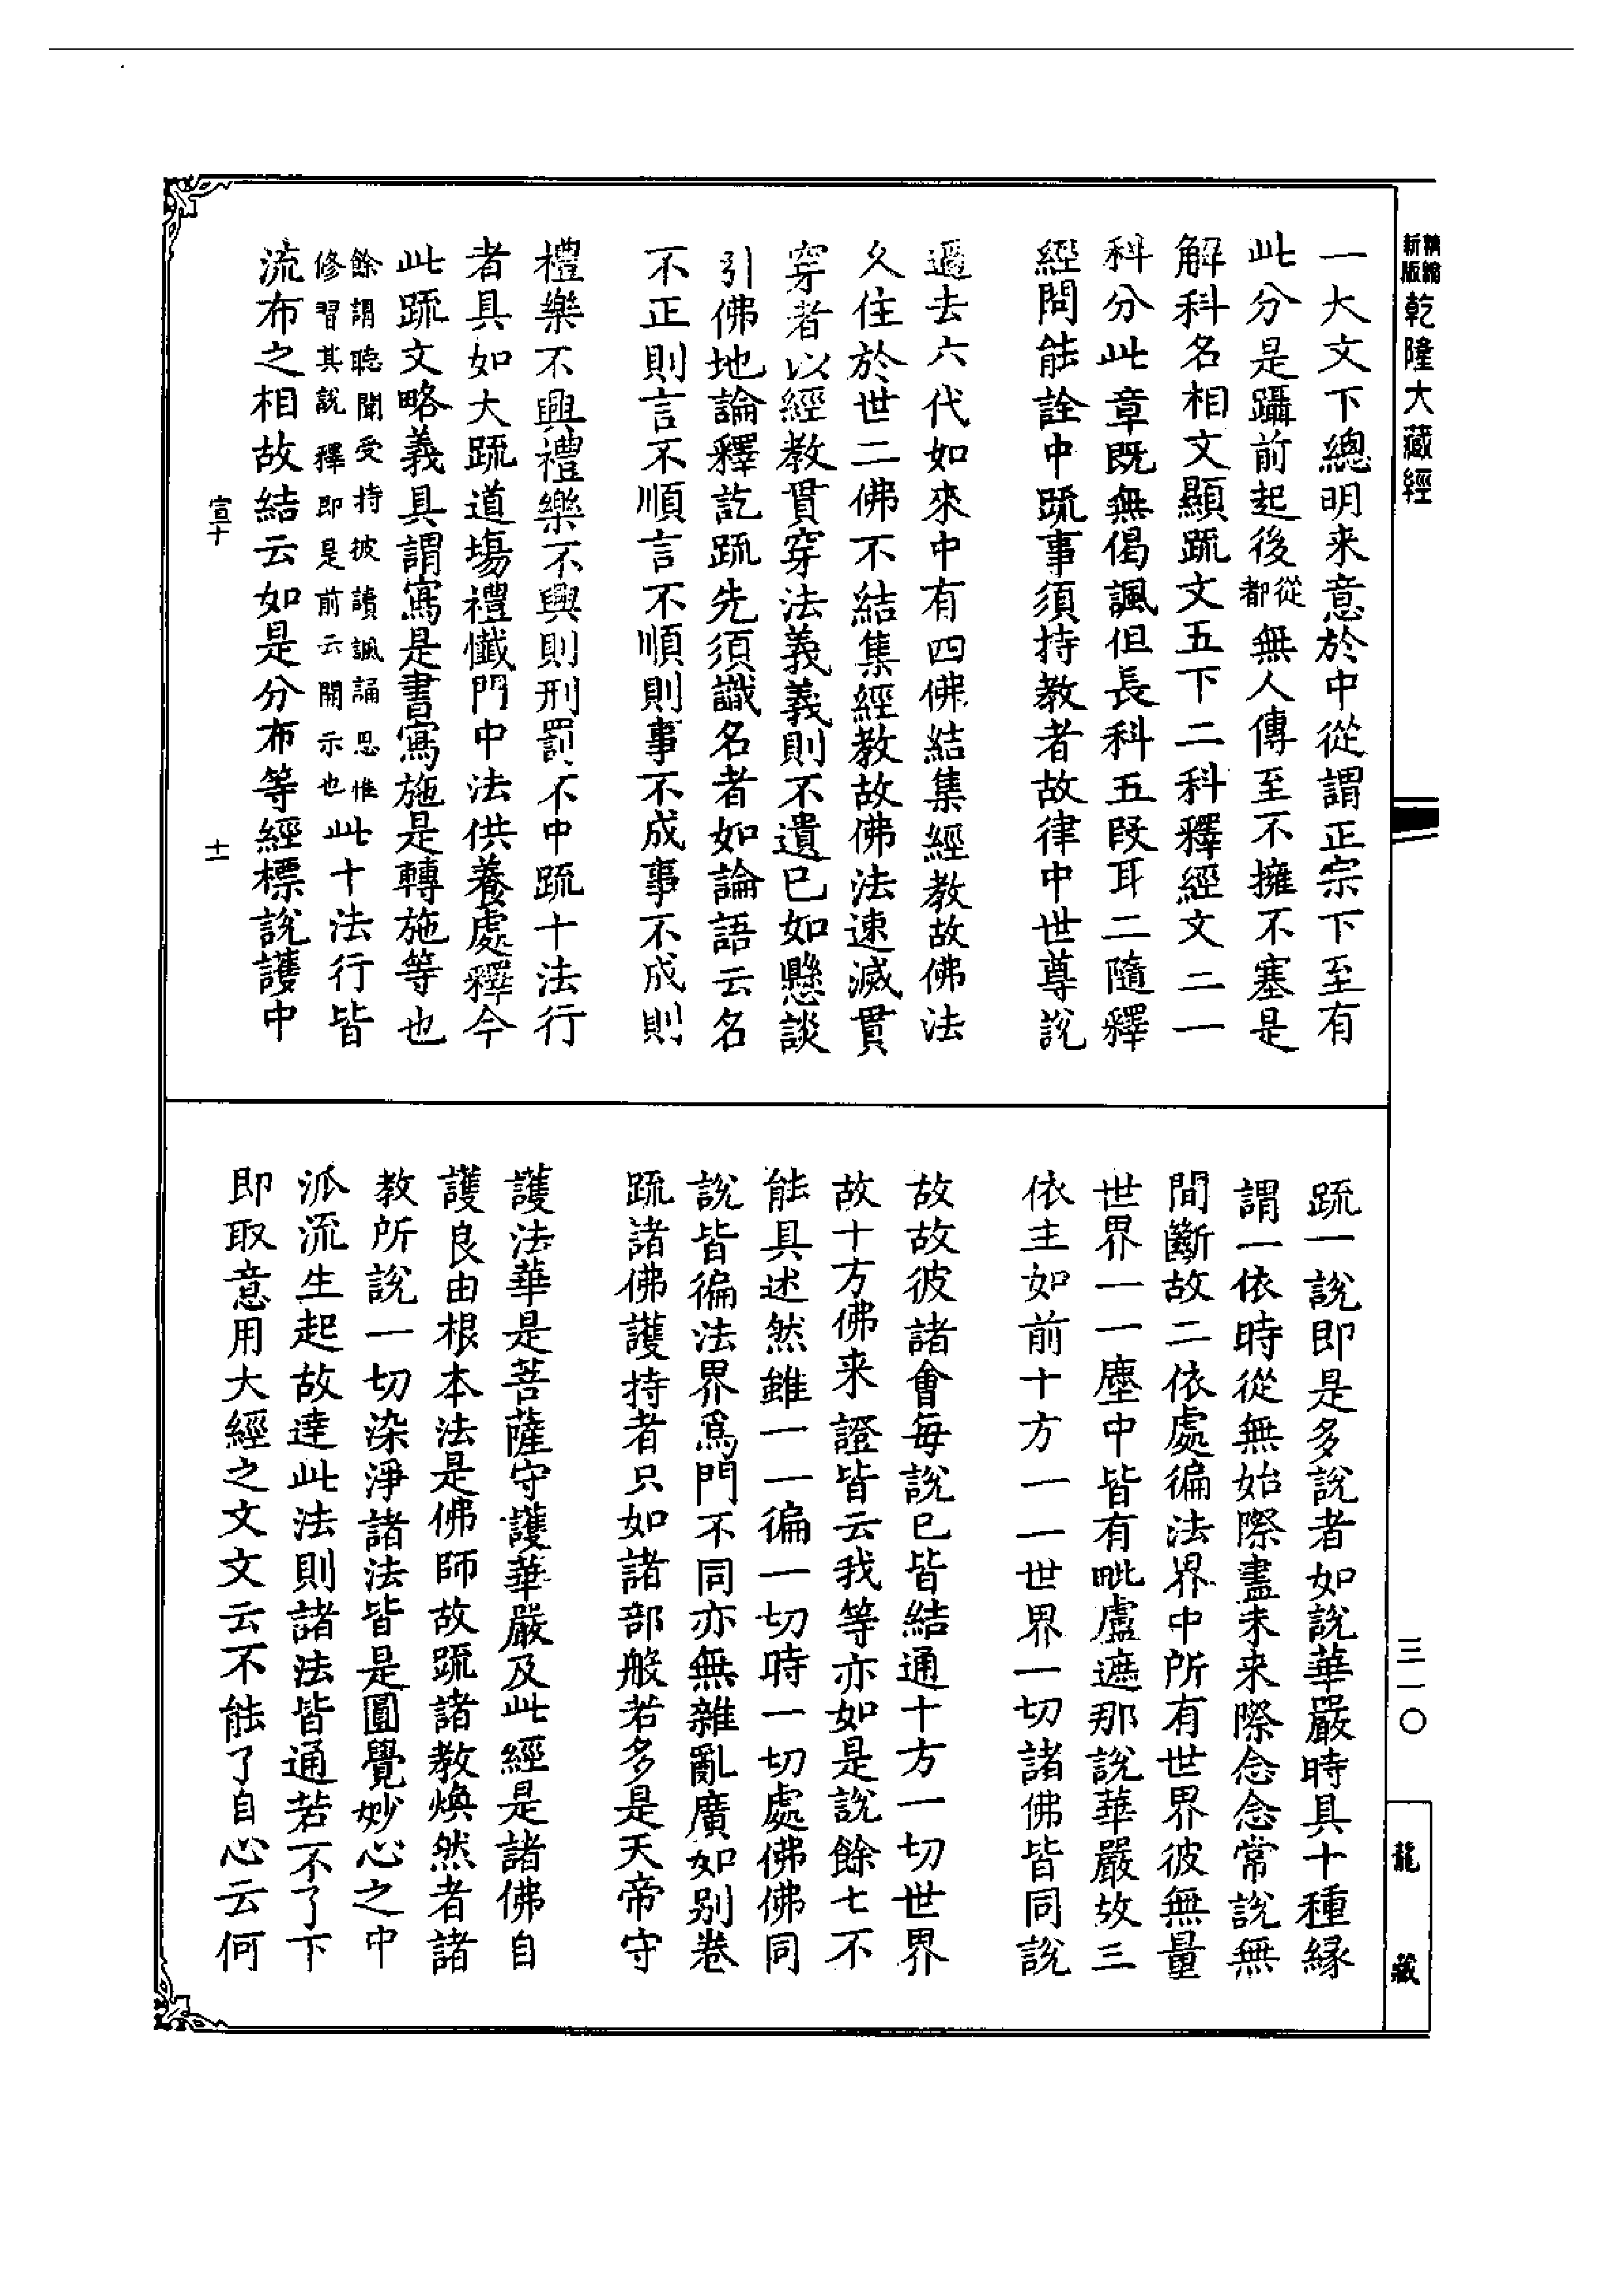 新版 精縮 乾隆大藏經
一大文下總明来意於中從謂正宗下至有
此分是躡前起後都從無人傳至不擁不塞是
解科名相文顯䟽文五下二科釋經文二一
科分此章既無偈諷但長科五段耳二隨釋
經問能詮中䟽事須持教者故律中世尊說
過去六代如來中有四佛結集經教故佛法
久住於世二佛不結集經教故佛法速滅貫
穿者以經教貫穿法義義則不遺已如懸談
引佛地論釋訖䟽先須識名者如論語云名
不正則言不順言不順則事不成事不成則
禮樂不興禮樂不興則刑罰不中䟽十法行
者具如大䟽道場禮懺門中法供養處釋今
此䟽文略義具謂寫是書寫施是轉施等也
餘謂聽聞受持披讀諷誦思惟
修習其說釋即是前云開示也此十法行皆
流布之相故結云如是分布等經標說護中
宣十 十一
䟽一說即是多說者如說華嚴時具十種緣
謂一依時從無始際盡未来際念念常說無
間斷故二依處徧法界中所有世界彼無量
世界一一塵中皆有毗盧遮那說華嚴故三
依主如前十方一一世界一切諸佛皆同說
故故彼諸會每說已皆結通十方一切世界
故十方佛来證皆云我等亦如是說餘七不
能具述然雖一一徧一切時一切處佛佛同
說皆徧法界爲門不同亦無雜亂廣如别卷
䟽諸佛護持者只如諸部般若多是天帝守
護法華是菩薩守護華嚴及此經是諸佛自
護良由根本法是佛師故䟽諸教煥然者諸
教所說一切染淨諸法皆是圓覺妙心之中
派流生起故達此法則諸法皆通若不了下
即取意用大經之文文云不能了自心云何
三一〇
龍藏